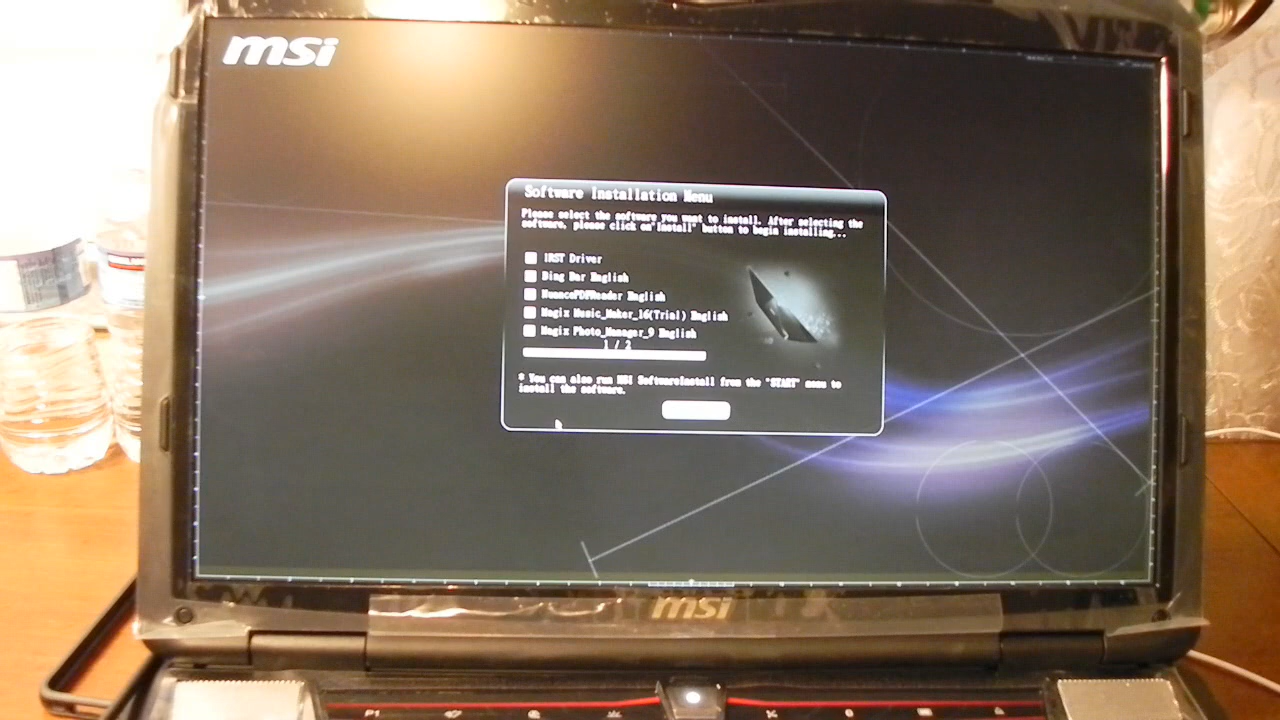 msi
Software Installation Menu
Please select the software you want to install. After selecting the
software, please click on"install" button to begin installing...
IRST Driver
Bing Bar English
NuancePDFReader English
Magix Music_Maker_16(Trial) English
Magix Photo_Manager_9 English
1 / 2
* You can also run MSI SoftwareInstall from the "START" menu to
install the software.
msi
P1